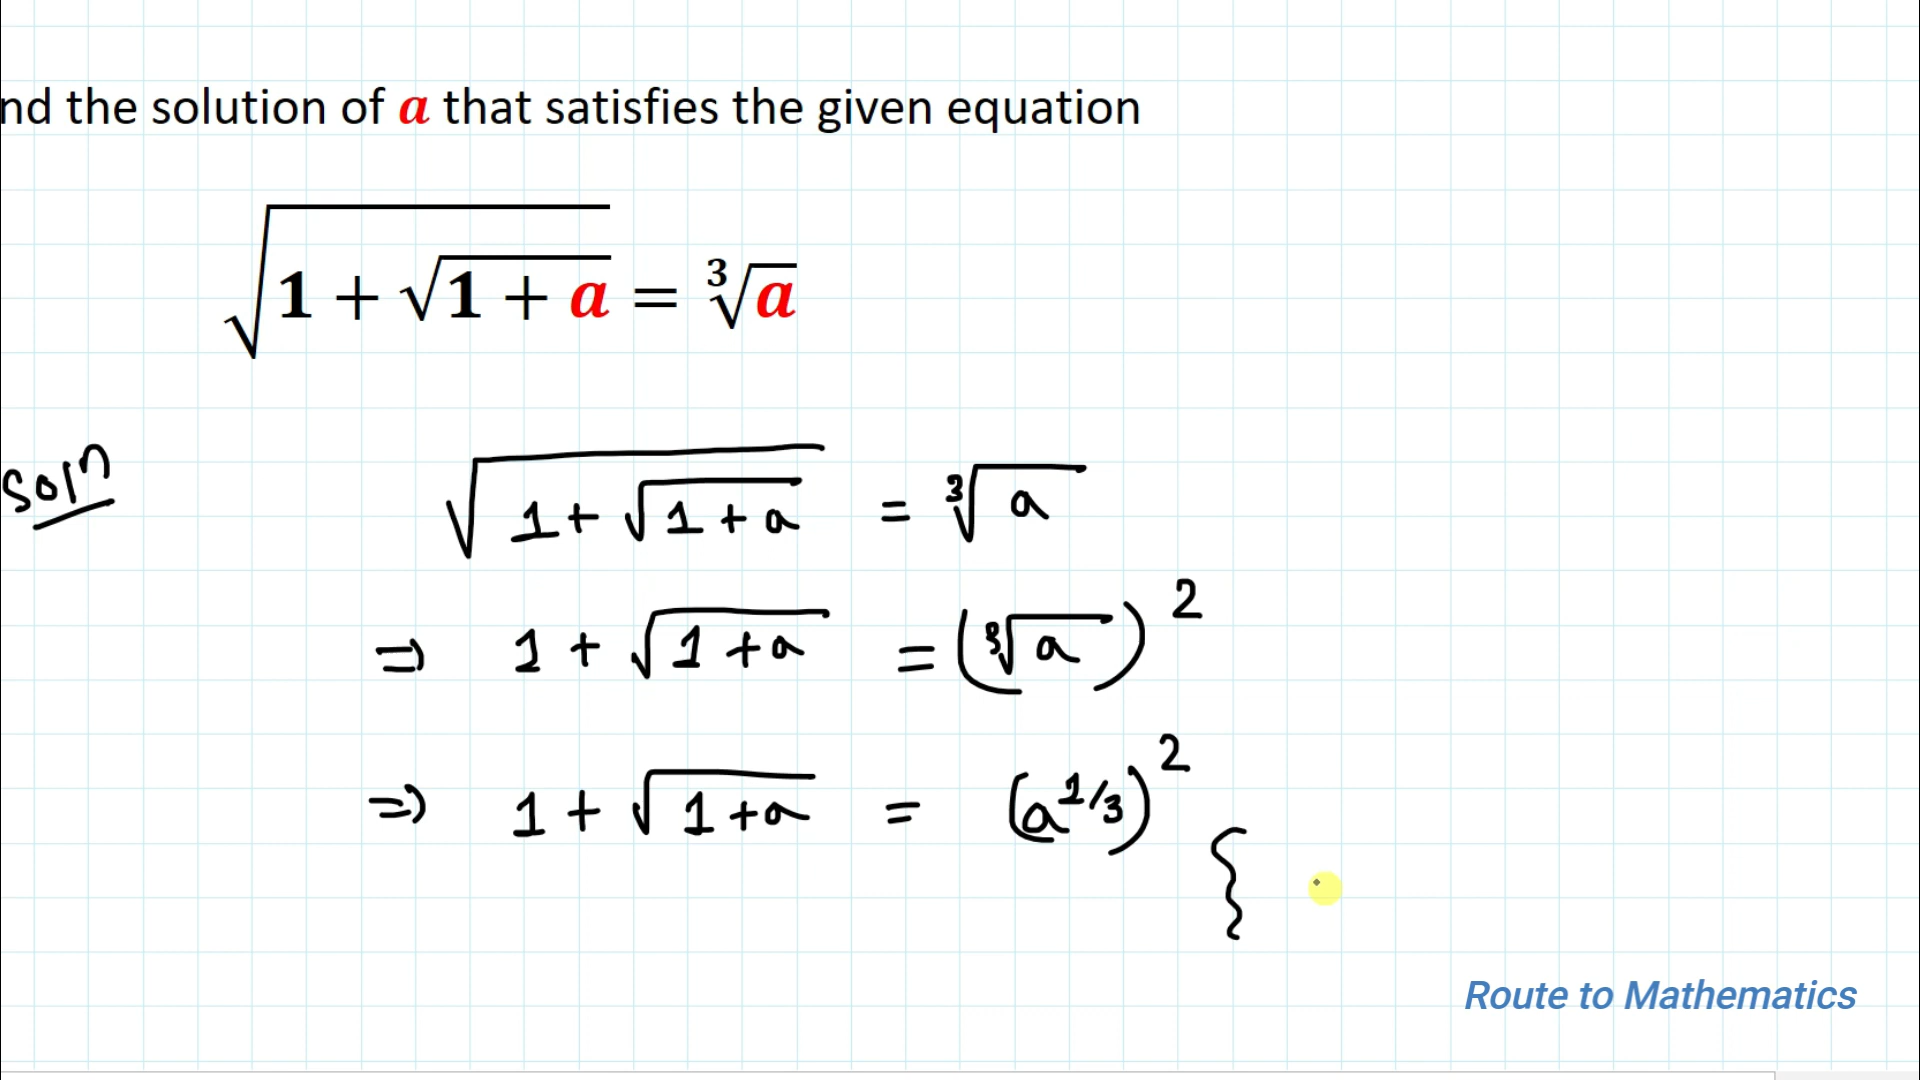 nd the solution of a that satisfies the given equation
√(1 + √(1 + a)) = ∛a
Soln
√(1 + √(1 + a)) = ∛a
⇒ 1 + √(1 + a) = (∛a)²
⇒ 1 + √(1 + a) = (a^{1/3})² {
Route to Mathematics